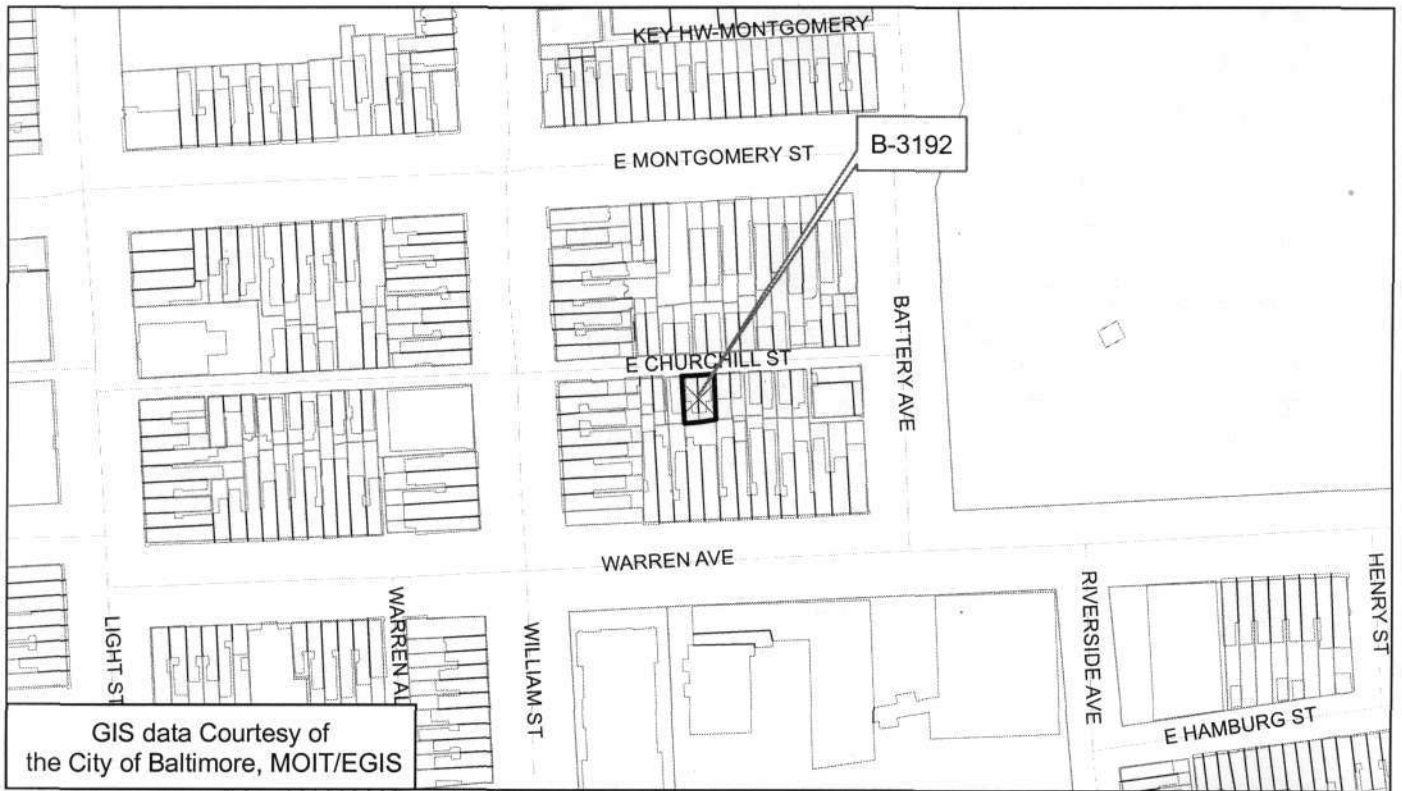 KEY HW-MONTGOMERY
B-3192
E MONTGOMERY ST
E CHURCHILL ST
BATTERY AVE
WARREN AVE
LIGHT ST
WARREN AL
WILLIAM ST
RIVERSIDE AVE
HENRY ST
E HAMBURG ST
GIS data Courtesy of
the City of Baltimore, MOIT/EGIS